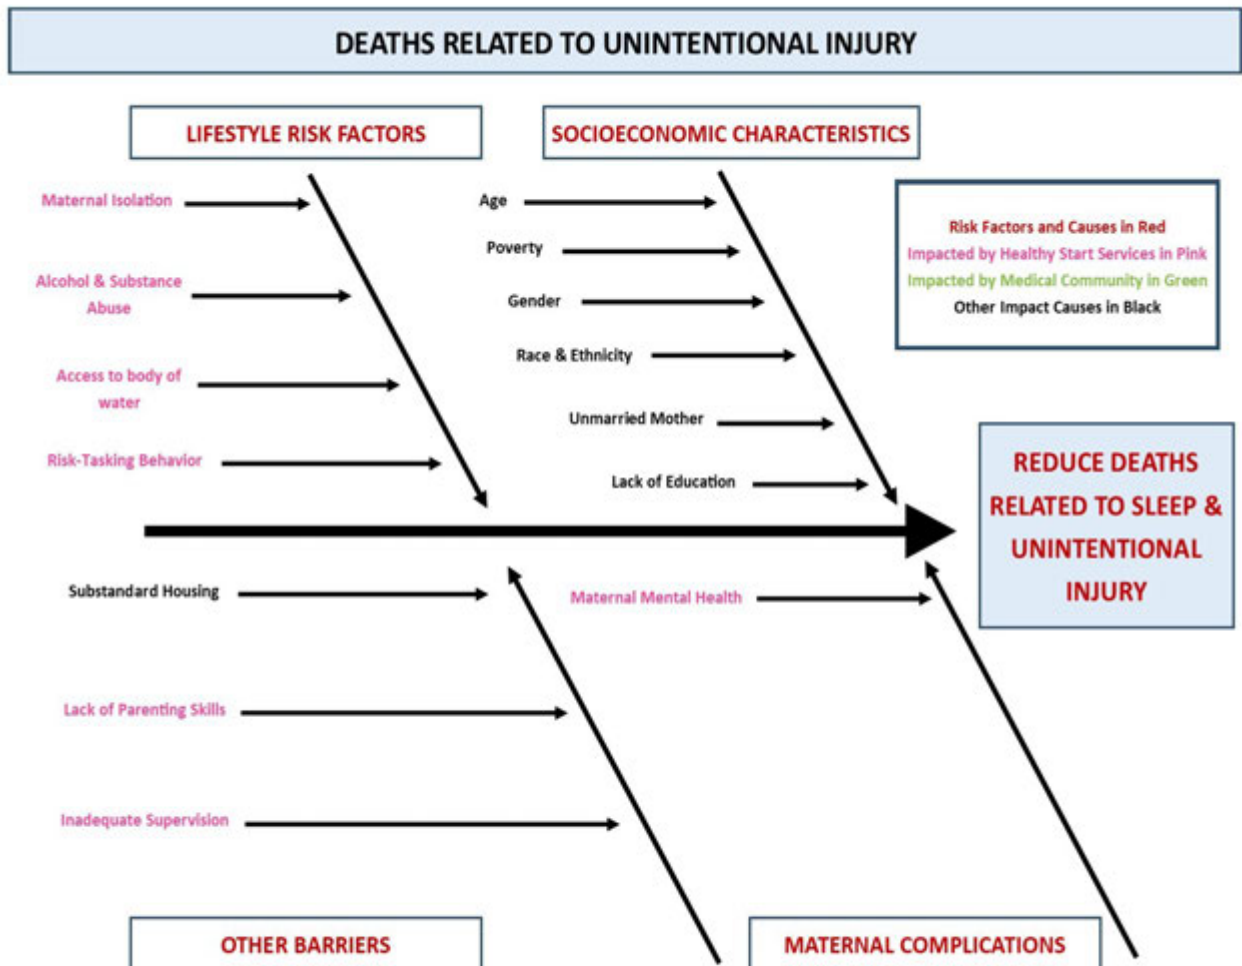 DEATHS RELATED TO UNINTENTIONAL INJURY
LIFESTYLE RISK FACTORS
Maternal Isolation
Alcohol & Substance
Abuse
Access to body of
water
Risk-Tasking Behavior
SOCIOECONOMIC CHARACTERISTICS
Age
Poverty
Gender
Race & Ethnicity
Unmarried Mother
Lack of Education
Risk Factors and Causes in Red
Impacted by Healthy Start Services in Pink
Impacted by Medical Community in Green
Other Impact Causes in Black
REDUCE DEATHS
RELATED TO SLEEP &
UNINTENTIONAL
INJURY
Substandard Housing
Lack of Parenting Skills
Inadequate Supervision
OTHER BARRIERS
Maternal Mental Health
MATERNAL COMPLICATIONS